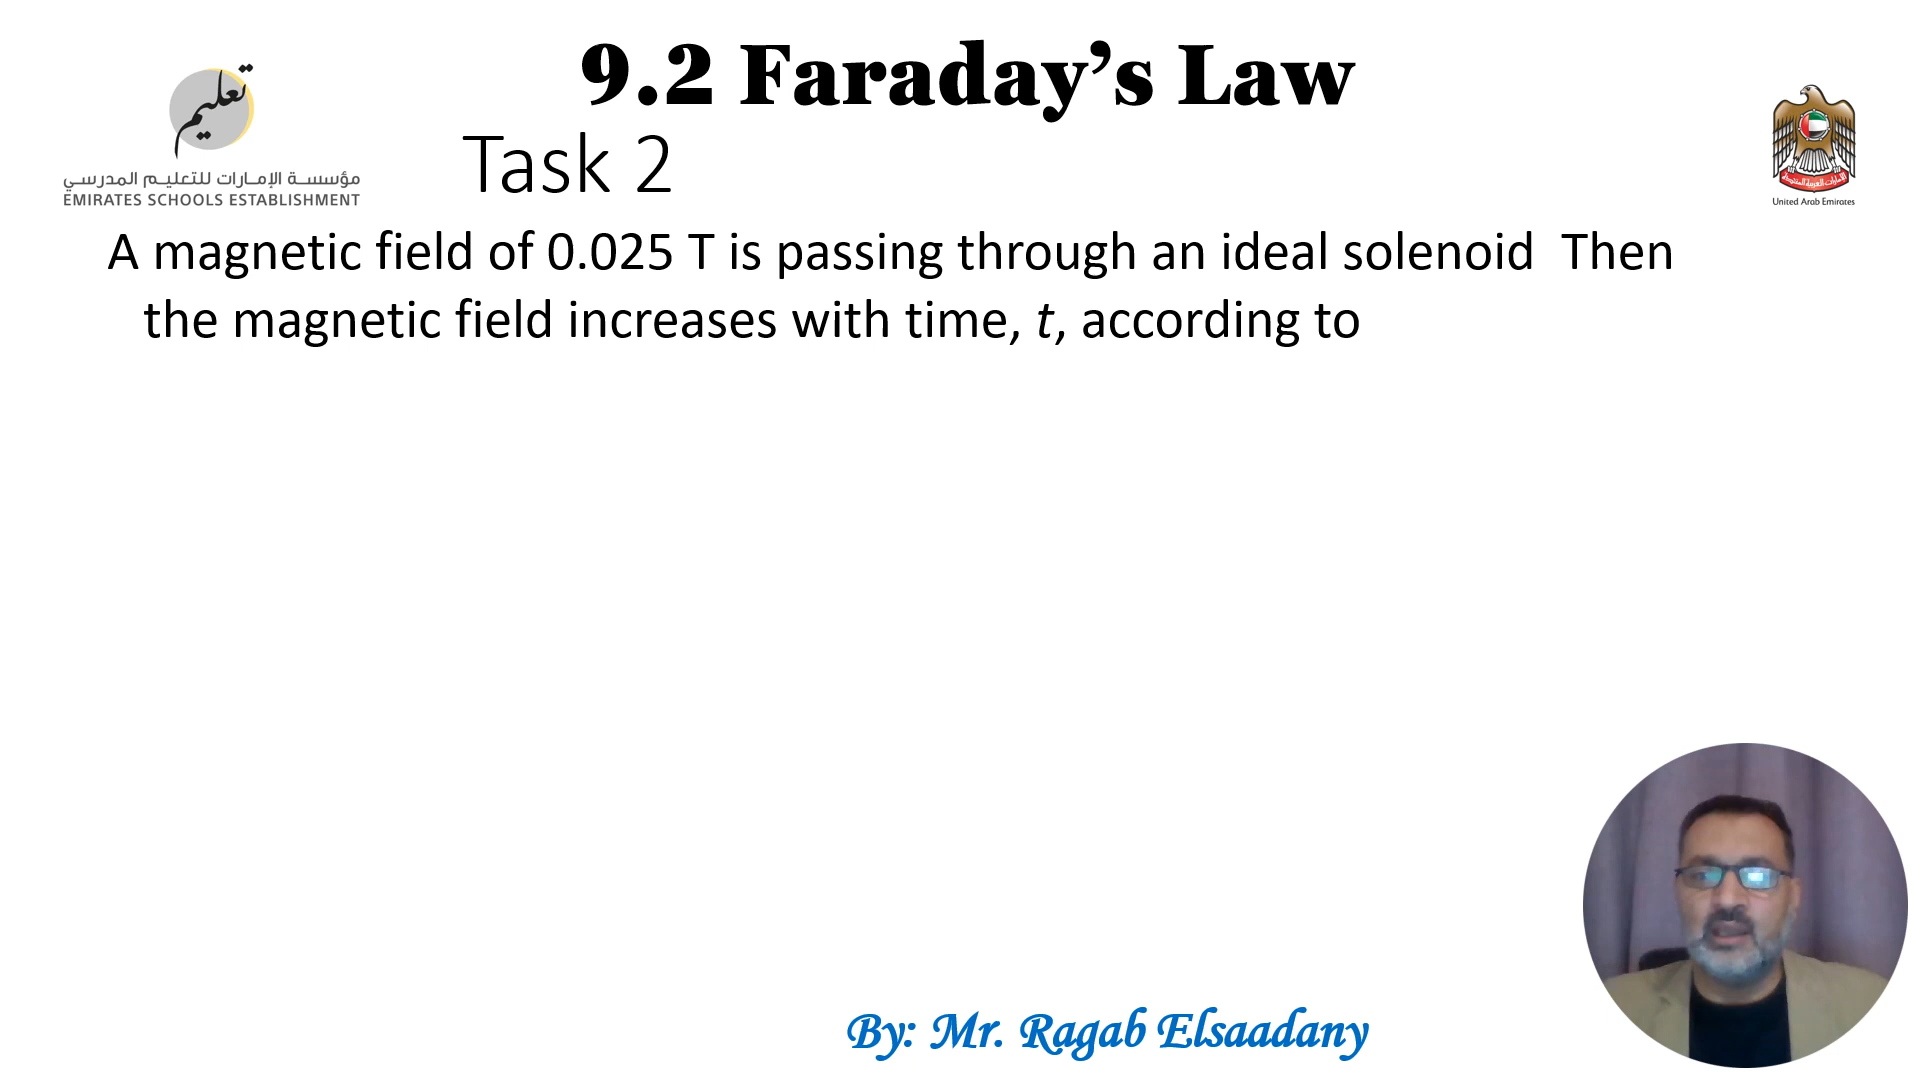 9.2 Faraday’s Law
تعليم
مؤسسة الإمارات للتعليم المدرسي
EMIRATES SCHOOLS ESTABLISHMENT
Task 2
United Arab Emirates
A magnetic field of 0.025 T is passing through an ideal solenoid Then
the magnetic field increases with time, t, according to
By: Mr. Ragab Elsaadany